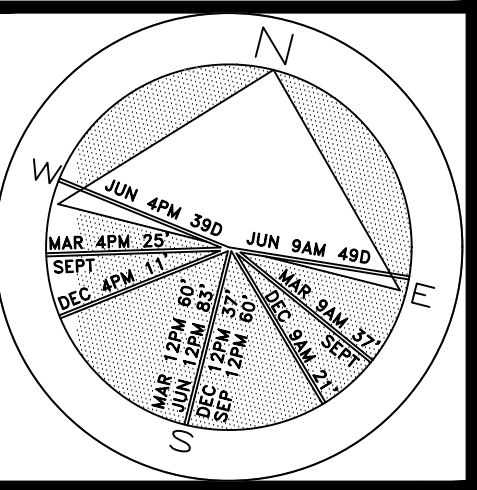 N
W
JUN 4PM 39D
JUN 9AM 49D
MAR 4PM 25'
SEPT
DEC 4PM 11'
MAR 9AM 37'
SEPT
DEC 9AM 21'
E
MAR 12PM 60'
JUN 12PM 83'
DEC 12PM 37'
SEP 12PM 60'
S